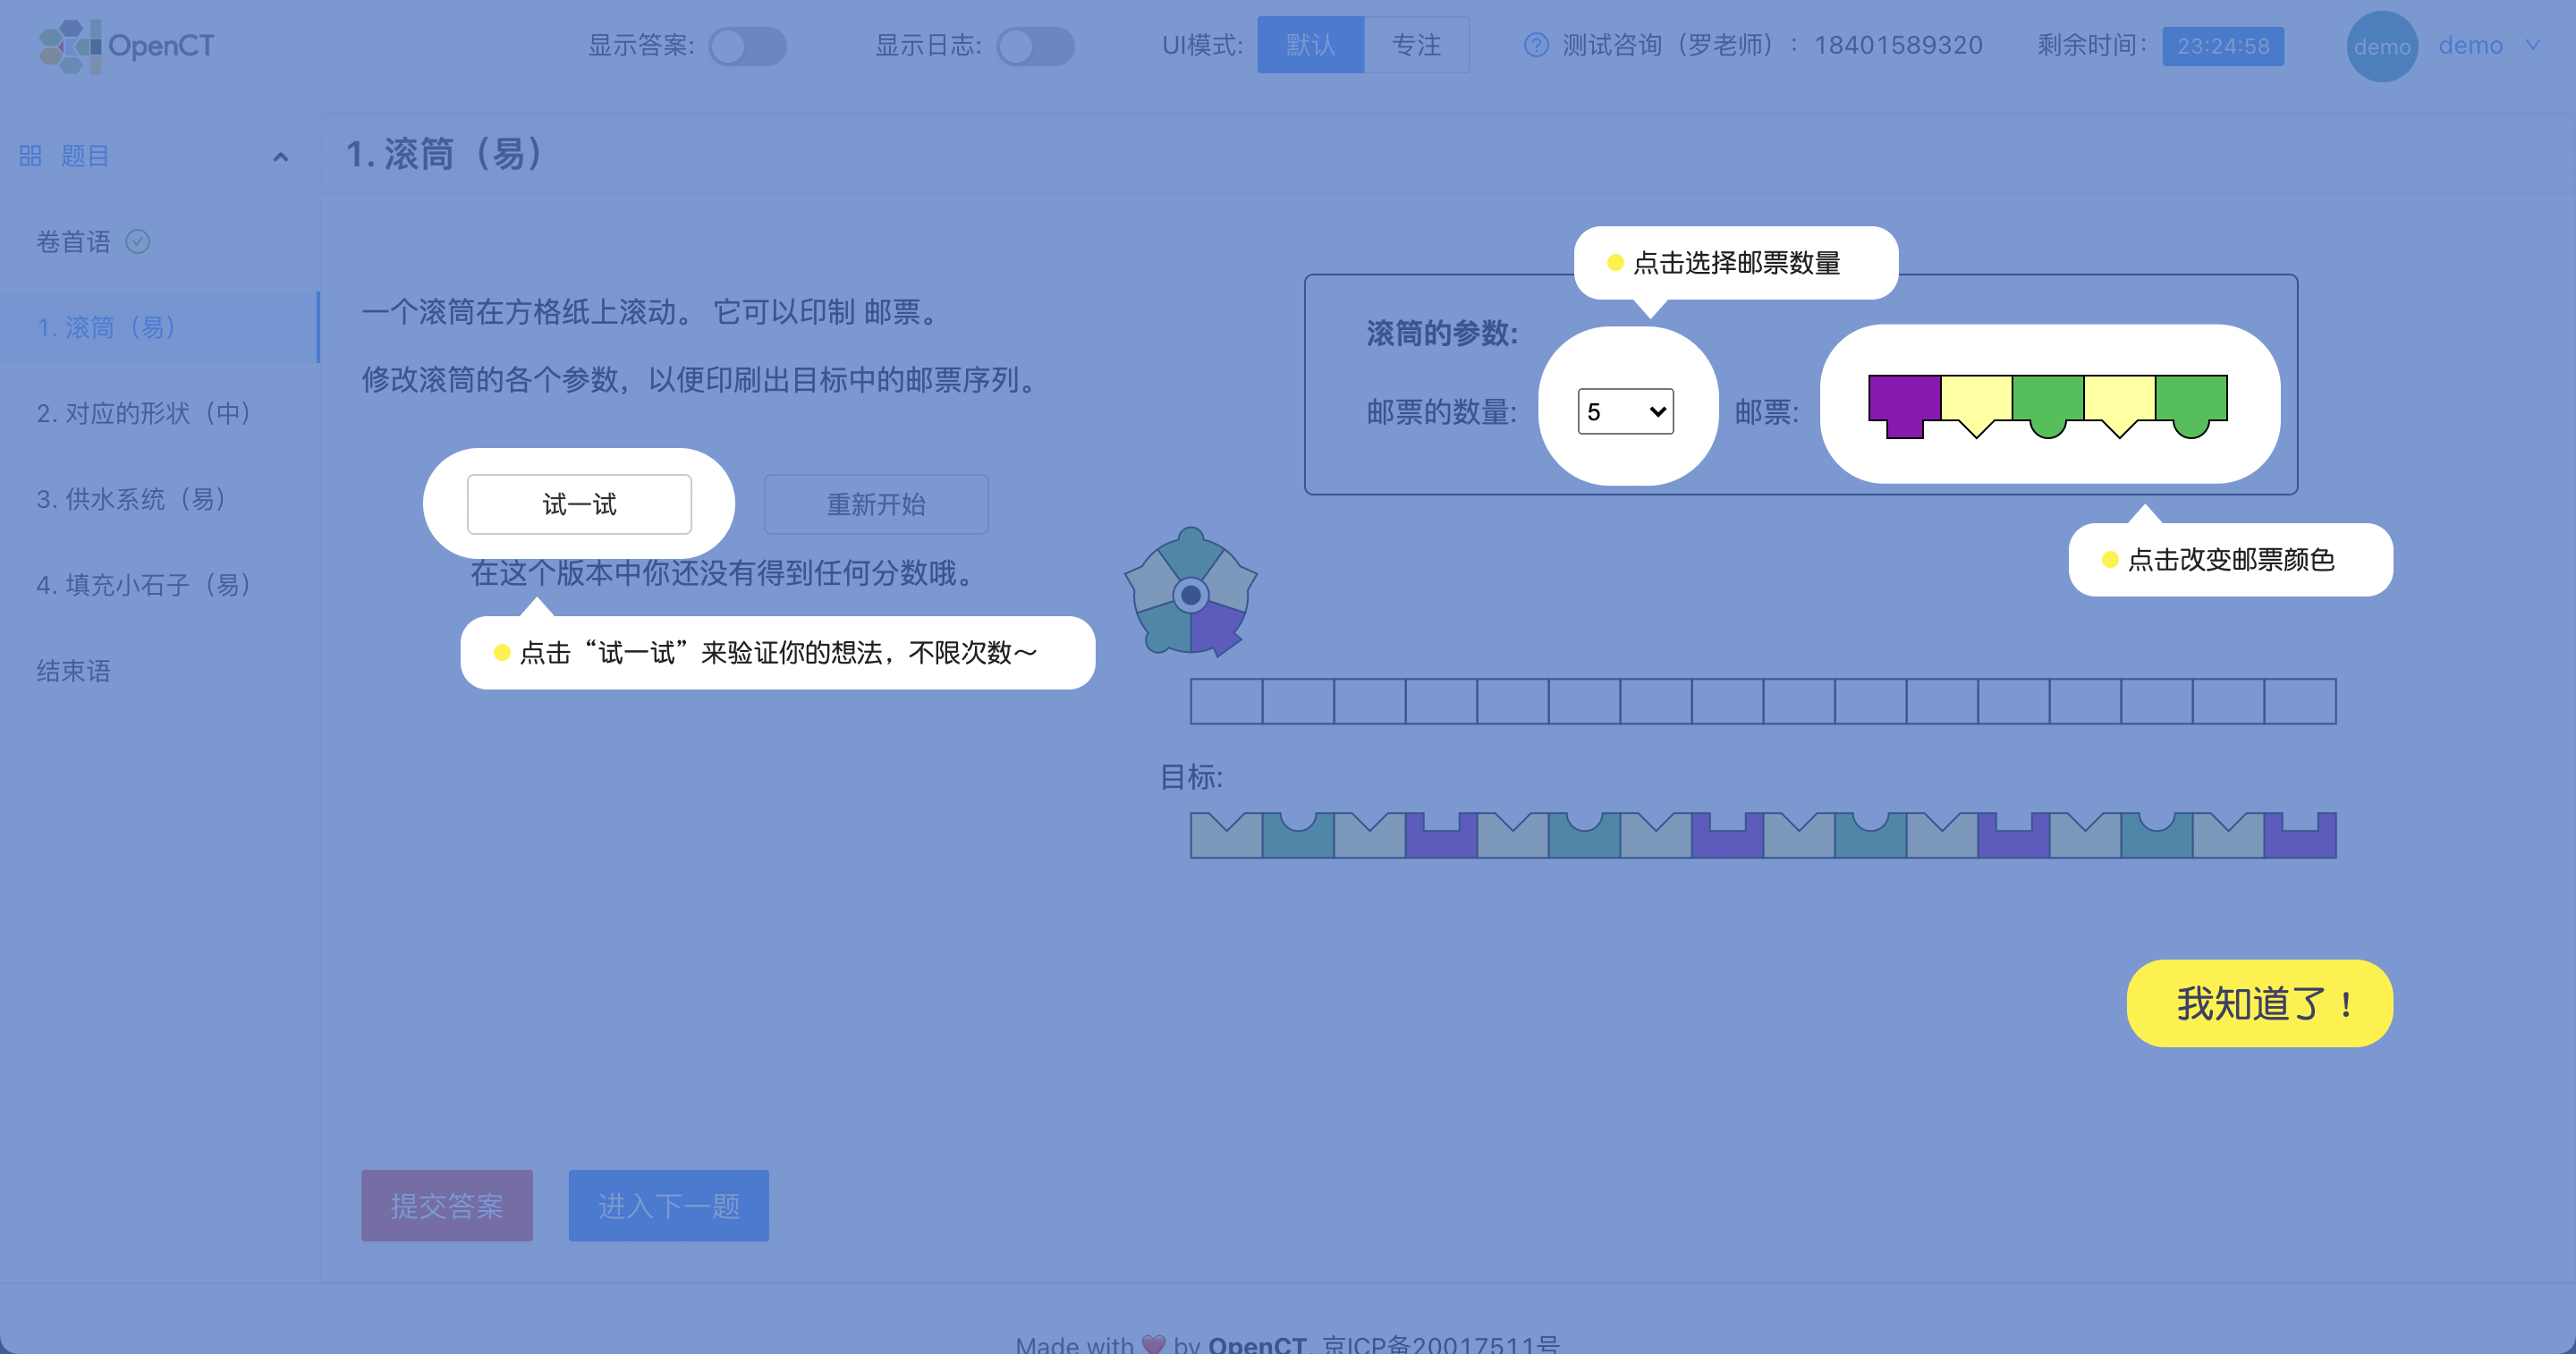 OpenCT
显示答案:
显示日志:
UI模式:
默认
专注
测试咨询（罗老师）：18401589320
剩余时间：
23:24:58
demo
demo
题目
卷首语
1. 滚筒（易）
2. 对应的形状（中）
3. 供水系统（易）
4. 填充小石子（易）
结束语
1. 滚筒（易）
一个滚筒在方格纸上滚动。 它可以印制 邮票。
修改滚筒的各个参数，以便印刷出目标中的邮票序列。
试一试
重新开始
在这个版本中你还没有得到任何分数哦。
点击“试一试”来验证你的想法，不限次数～
点击选择邮票数量
滚筒的参数:
邮票的数量:
5
邮票:
点击改变邮票颜色
目标:
我知道了！
提交答案
进入下一题
Made with ❤️ by OpenCT. 京ICP备20017511号